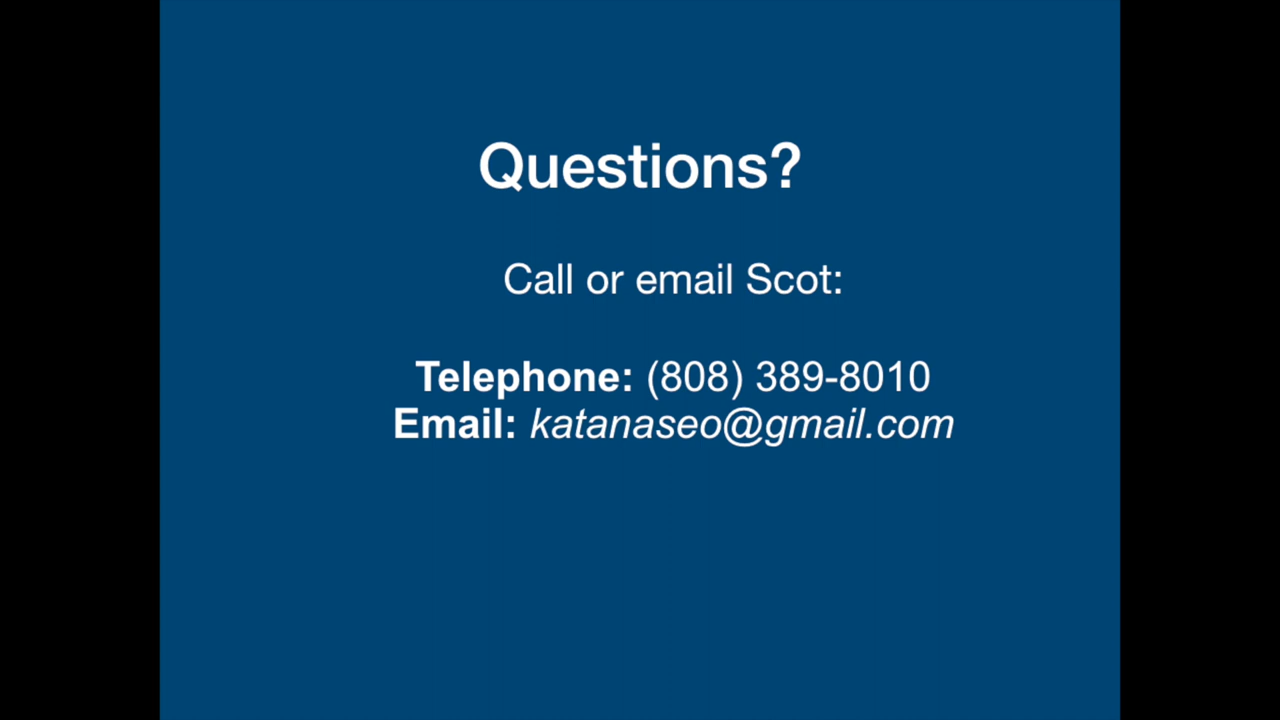 Questions?
Call or email Scot:
Telephone: (808) 389-8010
Email: katanaseo@gmail.com